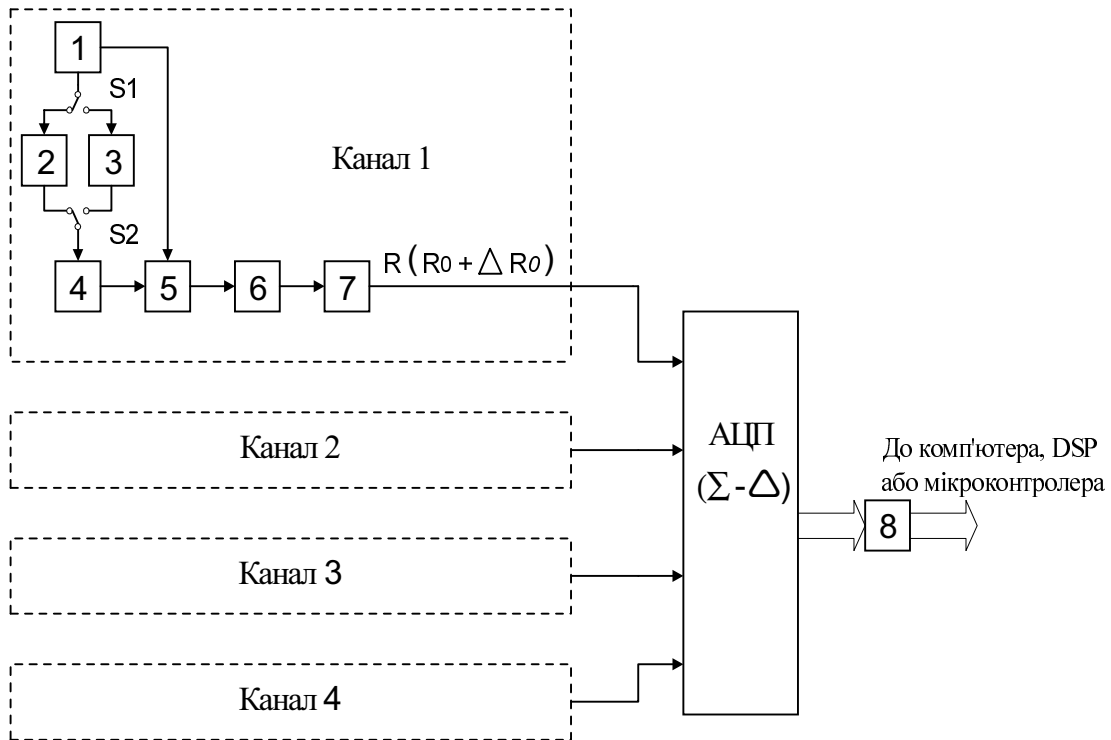 1
S1
2
3
Канал 1
S2
R(R0 + Δ R0)
4
5
6
7
АЦП
(Σ-Δ)
Канал 2
До комп'ютера, DSP
або мікроконтролера
8
Канал 3
Канал 4